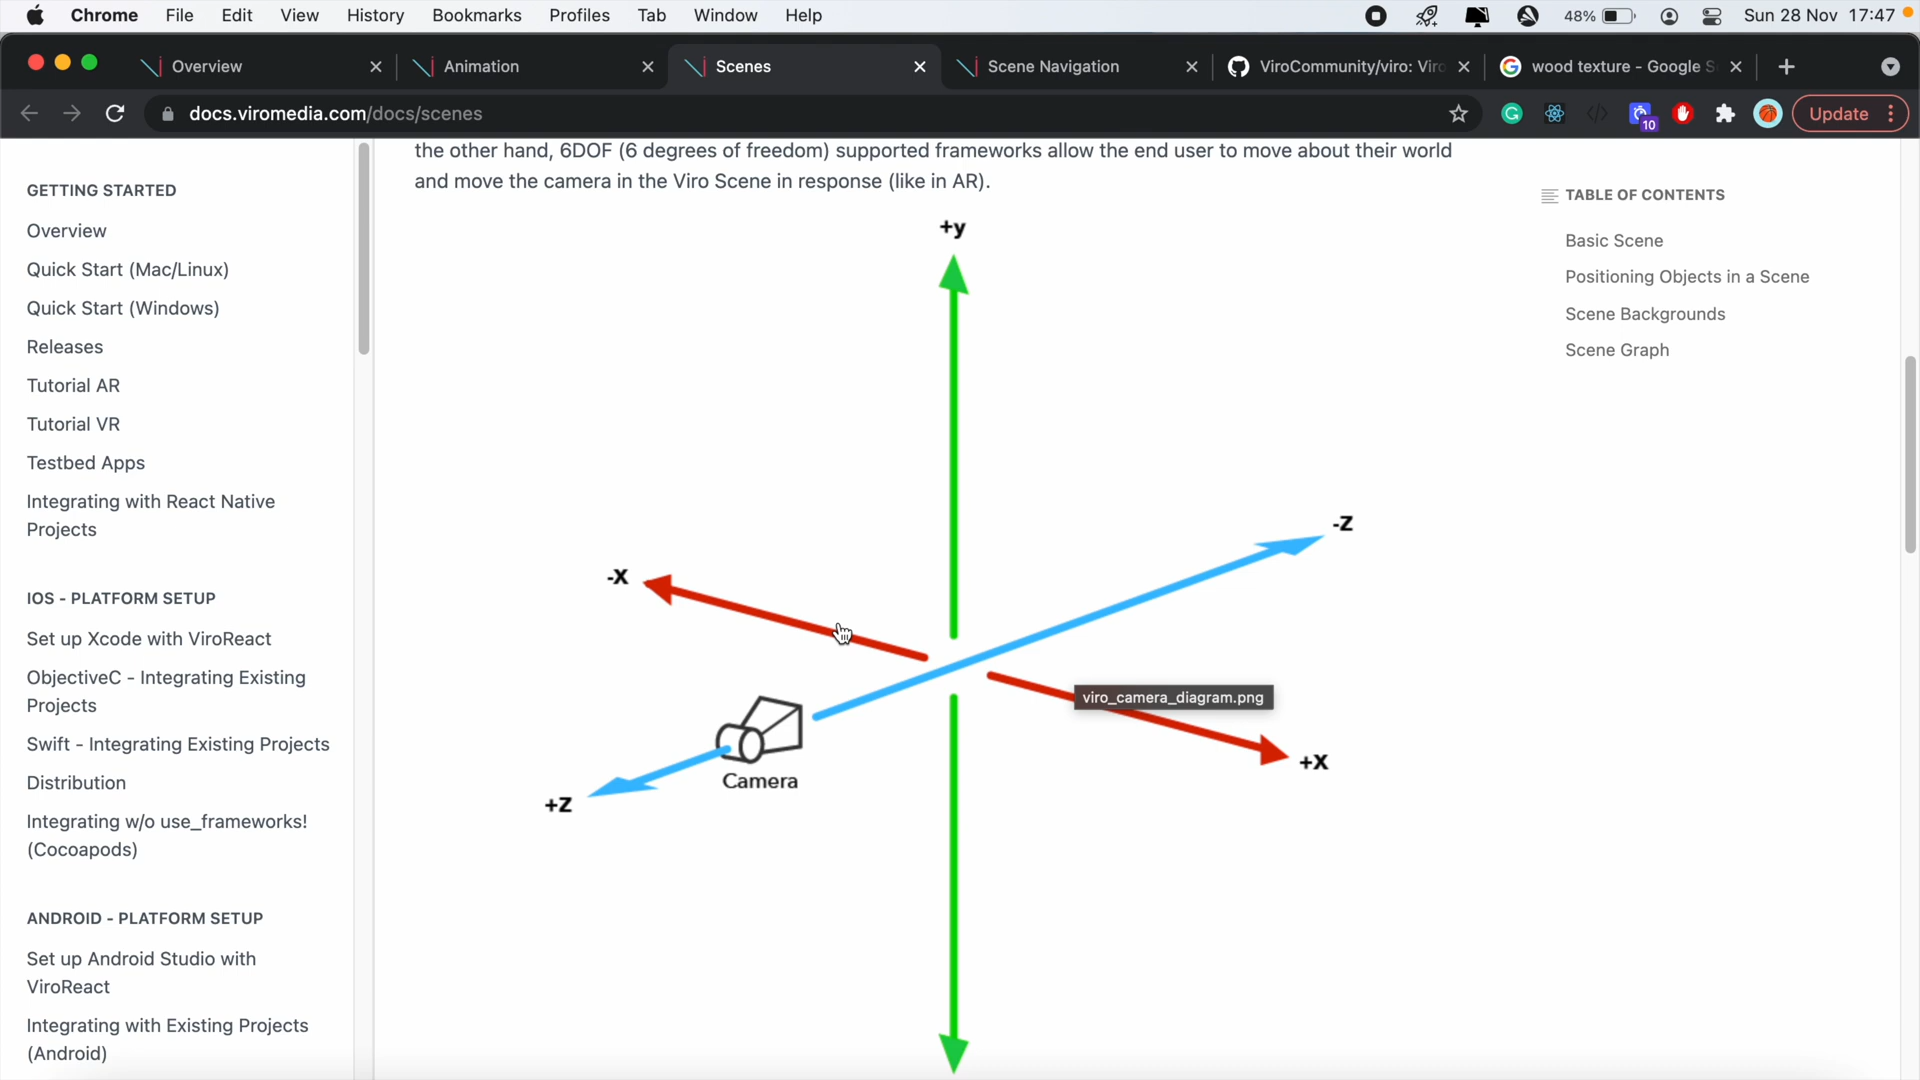 Chrome File Edit View History Bookmarks Profiles Tab Window Help 48% Sun 28 Nov 17:47
Overview Animation Scenes Scene Navigation ViroCommunity/viro: Viro wood texture - Google S
docs.viromedia.com/docs/scenes 10 Update
the other hand, 6DOF (6 degrees of freedom) supported frameworks allow the end user to move about their world
and move the camera in the Viro Scene in response (like in AR).
GETTING STARTED
Overview
Quick Start (Mac/Linux)
Quick Start (Windows)
Releases
Tutorial AR
Tutorial VR
Testbed Apps
Integrating with React Native
Projects
IOS - PLATFORM SETUP
Set up Xcode with ViroReact
ObjectiveC - Integrating Existing
Projects
Swift - Integrating Existing Projects
Distribution
Integrating w/o use_frameworks!
(Cocoapods)
ANDROID - PLATFORM SETUP
Set up Android Studio with
ViroReact
Integrating with Existing Projects
(Android)
+y
-Z
-X
viro_camera_diagram.png
+X
Camera
+Z
TABLE OF CONTENTS
Basic Scene
Positioning Objects in a Scene
Scene Backgrounds
Scene Graph